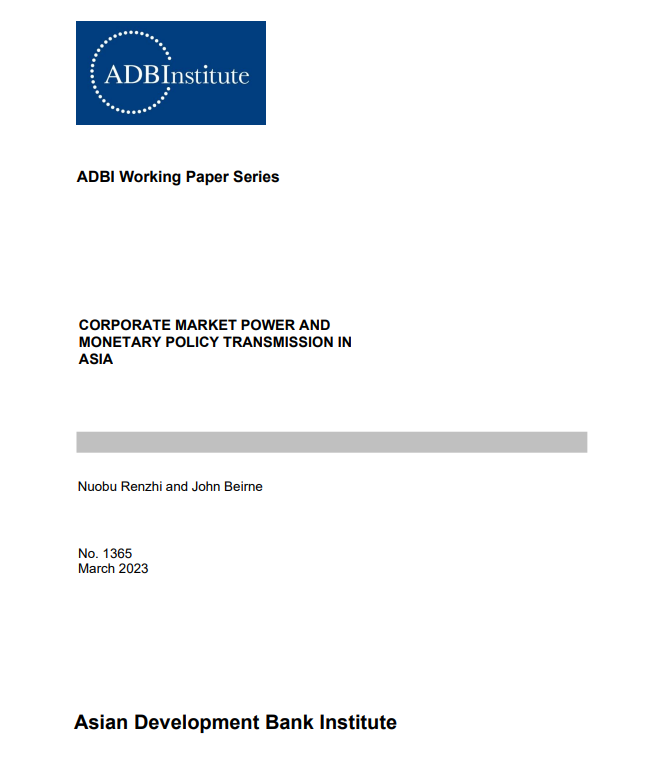 ADBInstitute
ADBI Working Paper Series
CORPORATE MARKET POWER AND
MONETARY POLICY TRANSMISSION IN
ASIA
Nuobu Renzhi and John Beirne
No. 1365
March 2023
Asian Development Bank Institute